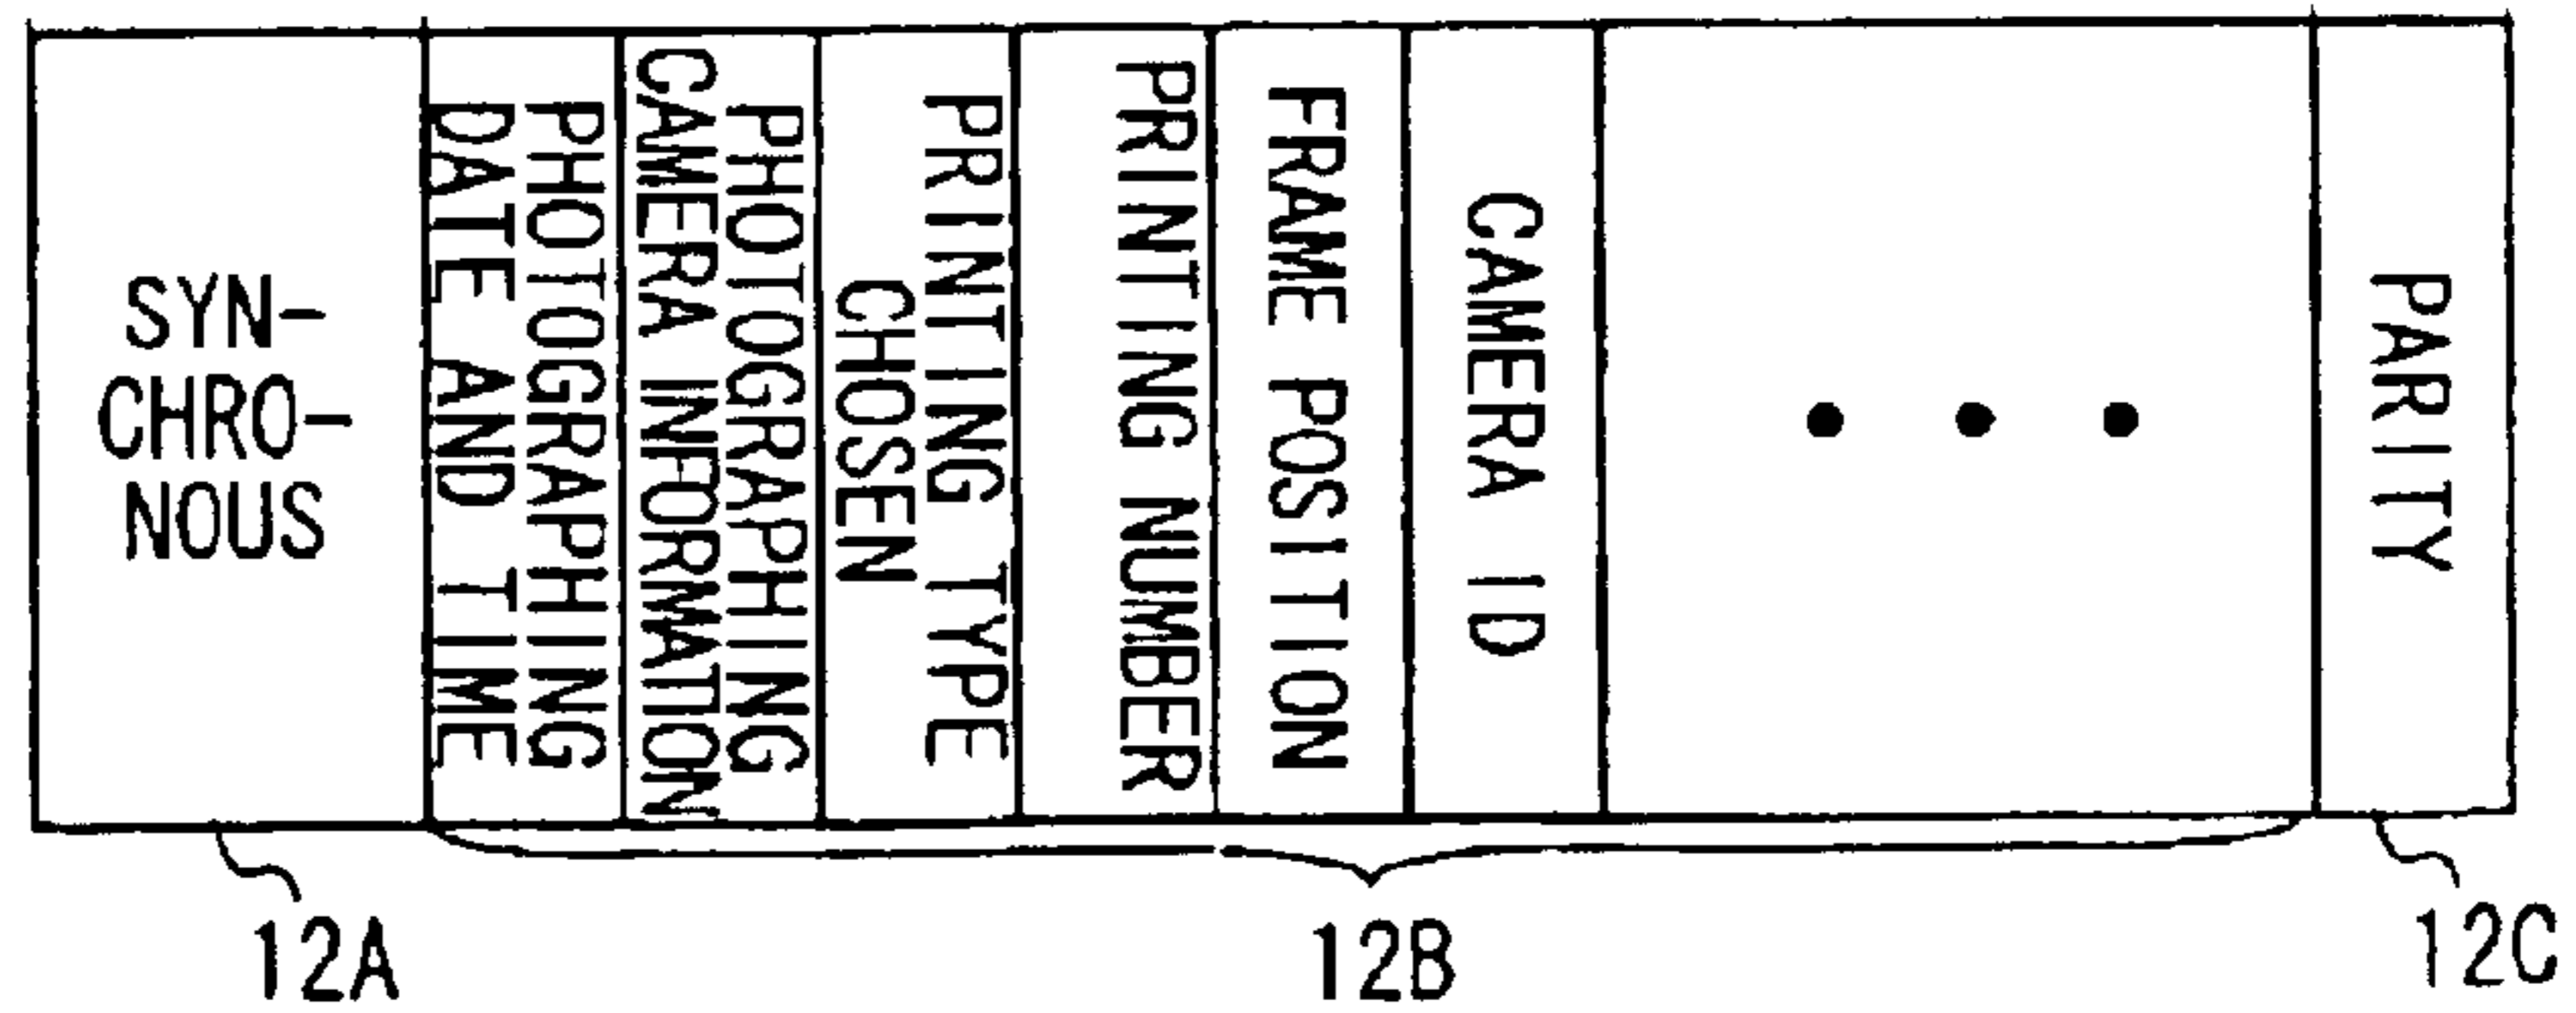 SYN-
CHRO-
NOUS
PHOTOGRAPHING
DATE AND TIME
PHOTOGRAPHING
CAMERA INFORMATION
PRINTING TYPE
CHOSEN
PRINTING NUMBER
FRAME POSITION
CAMERA ID
• • •
PARITY
12A
12B
12C